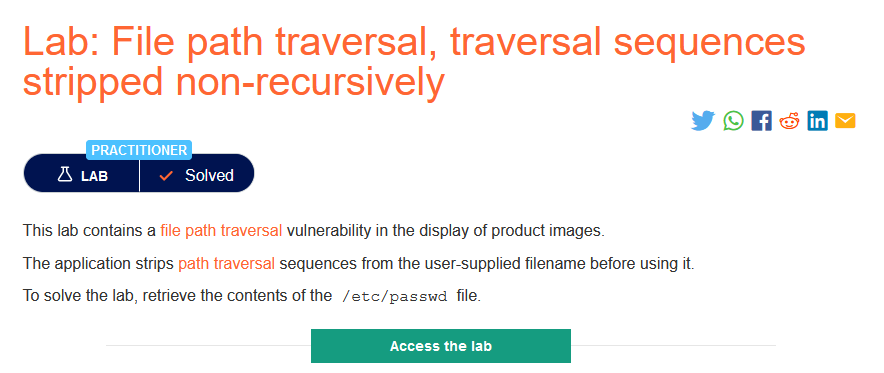 Lab: File path traversal, traversal sequences
stripped non-recursively
PRACTITIONER
LAB
Solved
This lab contains a file path traversal vulnerability in the display of product images.
The application strips path traversal sequences from the user-supplied filename before using it.
To solve the lab, retrieve the contents of the /etc/passwd file.
Access the lab